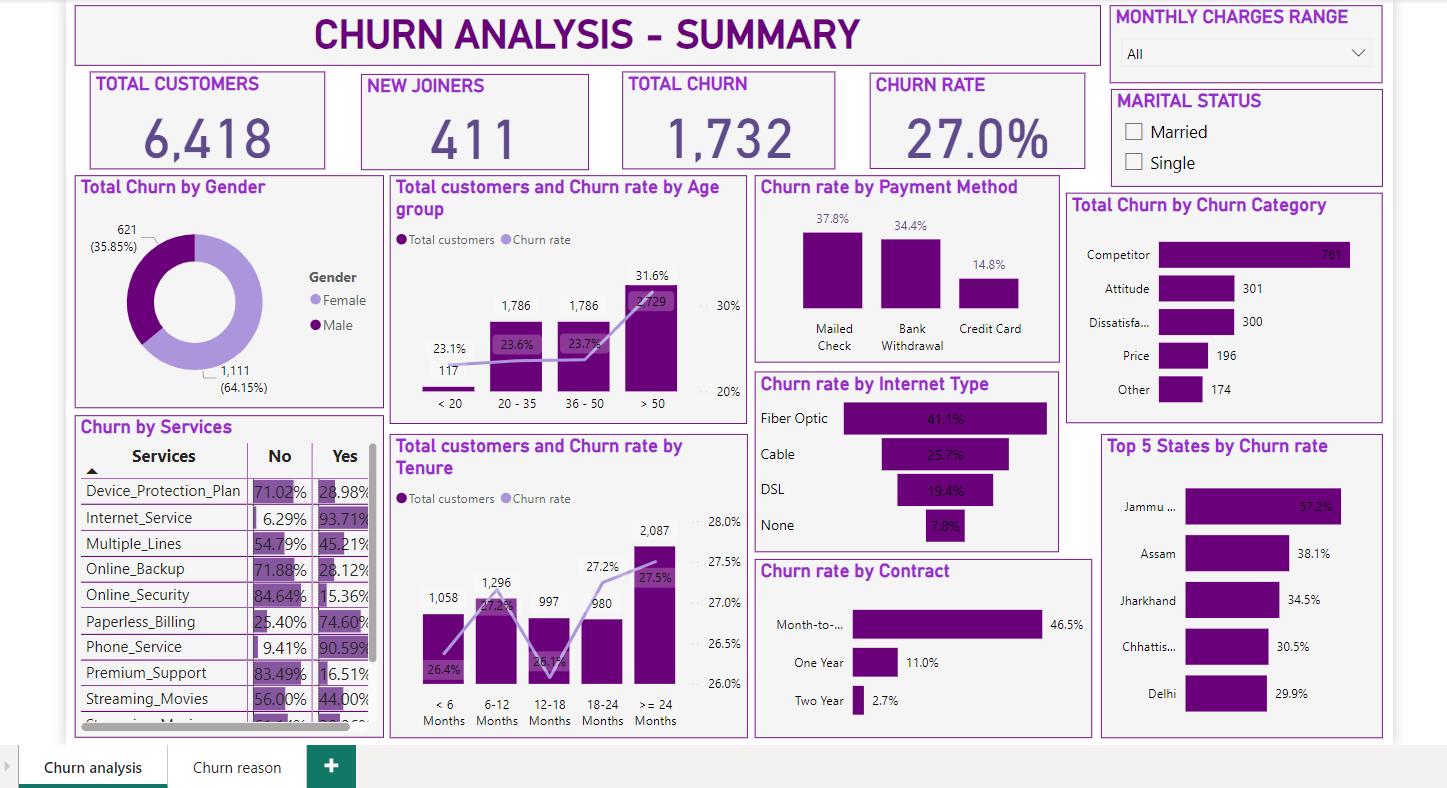 CHURN ANALYSIS - SUMMARY
MONTHLY CHARGES RANGE
All
MARITAL STATUS
Married
Single
TOTAL CUSTOMERS
6,418
NEW JOINERS
411
TOTAL CHURN
1,732
CHURN RATE
27.0%
Total Churn by Gender
621
(35.85%)
1,111
(64.15%)
Gender
Female
Male
Total customers and Churn rate by Age
group
Total customers Churn rate
23.1%
117
1,786
23.6%
1,786
23.7%
31.6%
2,729
30%
20%
< 20
20 - 35
36 - 50
> 50
Churn rate by Payment Method
37.8%
34.4%
14.8%
Mailed
Check
Bank
Withdrawal
Credit Card
Total Churn by Churn Category
Competitor 761
Attitude 301
Dissatisfa... 300
Price 196
Other 174
Churn by Services
Services No Yes
Device_Protection_Plan 71.02% 28.98%
Internet_Service 6.29% 93.71%
Multiple_Lines 54.79% 45.21%
Online_Backup 71.88% 28.12%
Online_Security 84.64% 15.36%
Paperless_Billing 25.40% 74.60%
Phone_Service 9.41% 90.59%
Premium_Support 83.49% 16.51%
Streaming_Movies 56.00% 44.00%
Total customers and Churn rate by
Tenure
Total customers Churn rate
1,058
26.4%
1,296
27.2%
997
26.1%
27.2%
980
2,087
27.5%
28.0%
27.5%
27.0%
26.5%
26.0%
< 6
Months
6-12
Months
12-18
Months
18-24
Months
>= 24
Months
Churn rate by Internet Type
Fiber Optic 41.1%
Cable 25.7%
DSL 19.4%
None 7.8%
Churn rate by Contract
Month-to-... 46.5%
One Year 11.0%
Two Year 2.7%
Top 5 States by Churn rate
Jammu ... 57.2%
Assam 38.1%
Jharkhand 34.5%
Chhattis... 30.5%
Delhi 29.9%
Churn analysis
Churn reason
+